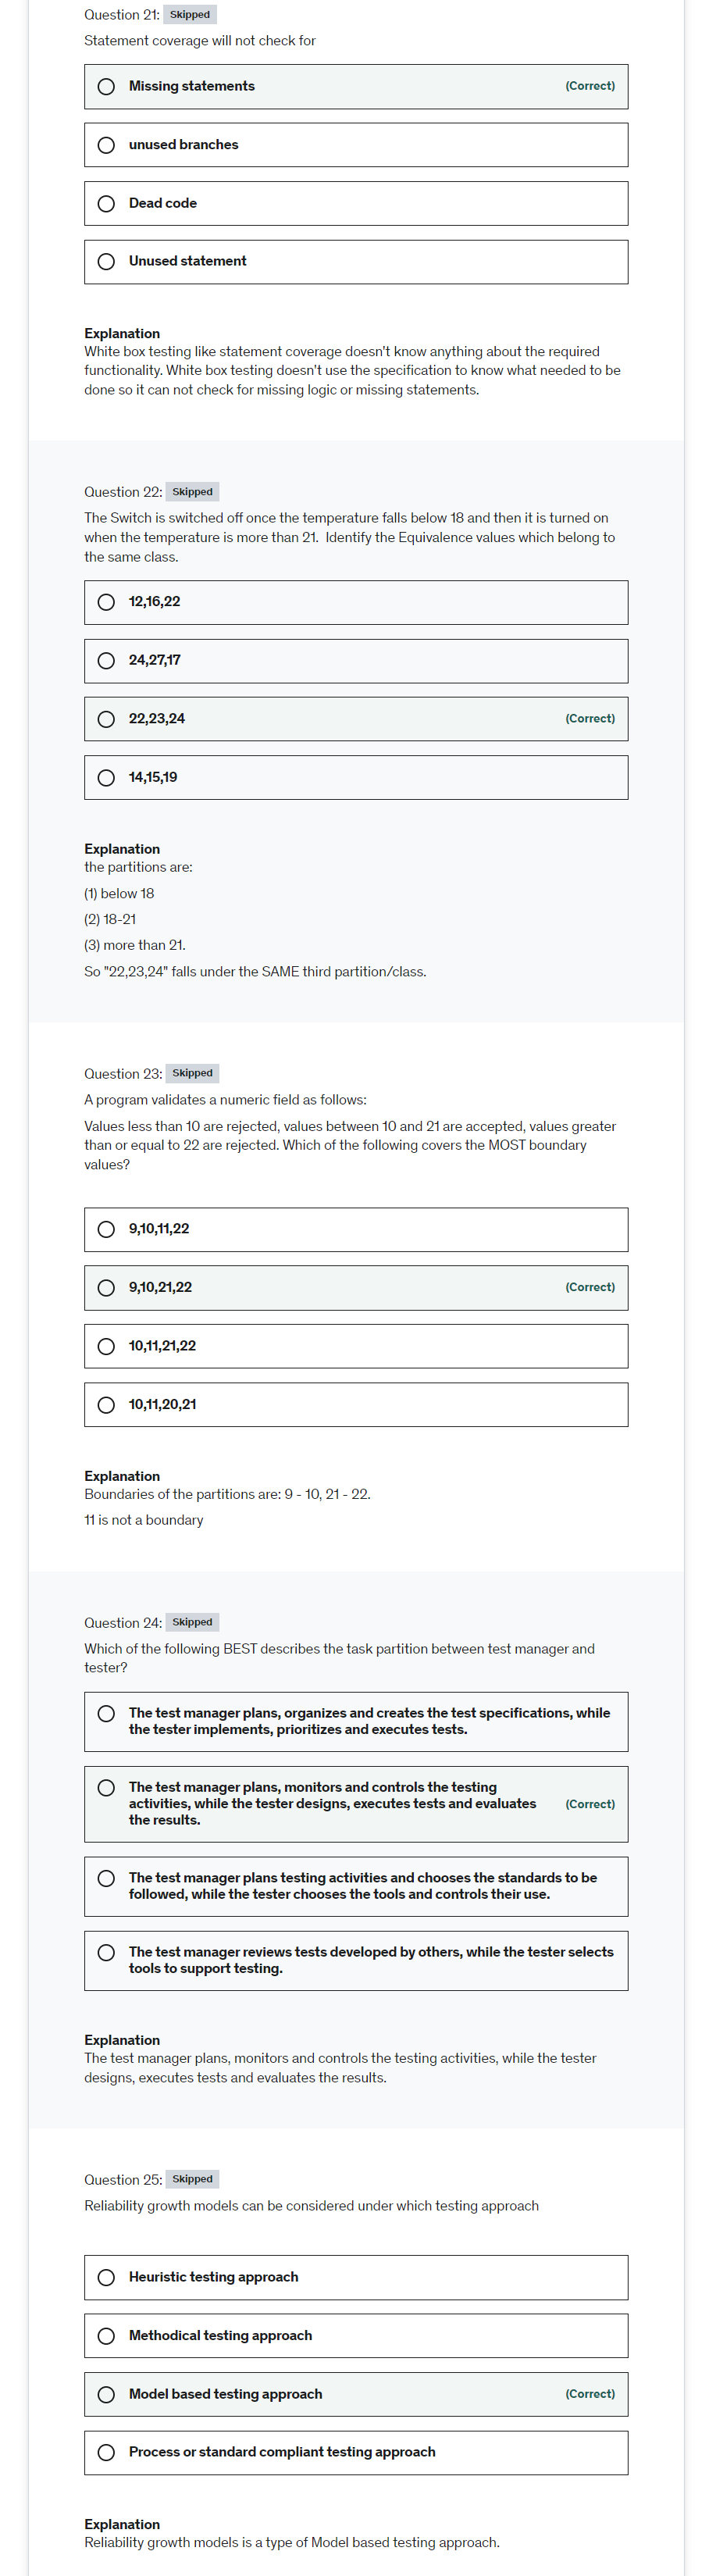 Question 21: Skipped
Statement coverage will not check for
Missing statements (Correct)
unused branches
Dead code
Unused statement
Explanation
White box testing like statement coverage doesn't know anything about the required
functionality. White box testing doesn't use the specification to know what needed to be
done so it can not check for missing logic or missing statements.
Question 22: Skipped
The Switch is switched off once the temperature falls below 18 and then it is turned on
when the temperature is more than 21. Identify the Equivalence values which belong to
the same class.
12,16,22
24,27,17
22,23,24 (Correct)
14,15,19
Explanation
the partitions are:
(1) below 18
(2) 18-21
(3) more than 21.
So "22,23,24" falls under the SAME third partition/class.
Question 23: Skipped
A program validates a numeric field as follows:
Values less than 10 are rejected, values between 10 and 21 are accepted, values greater
than or equal to 22 are rejected. Which of the following covers the MOST boundary
values?
9,10,11,22
9,10,21,22 (Correct)
10,11,21,22
10,11,20,21
Explanation
Boundaries of the partitions are: 9 - 10, 21 - 22.
11 is not a boundary
Question 24: Skipped
Which of the following BEST describes the task partition between test manager and
tester?
The test manager plans, organizes and creates the test specifications, while
the tester implements, prioritizes and executes tests.
The test manager plans, monitors and controls the testing
activities, while the tester designs, executes tests and evaluates (Correct)
the results.
The test manager plans testing activities and chooses the standards to be
followed, while the tester chooses the tools and controls their use.
The test manager reviews tests developed by others, while the tester selects
tools to support testing.
Explanation
The test manager plans, monitors and controls the testing activities, while the tester
designs, executes tests and evaluates the results.
Question 25: Skipped
Reliability growth models can be considered under which testing approach
Heuristic testing approach
Methodical testing approach
Model based testing approach (Correct)
Process or standard compliant testing approach
Explanation
Reliability growth models is a type of Model based testing approach.